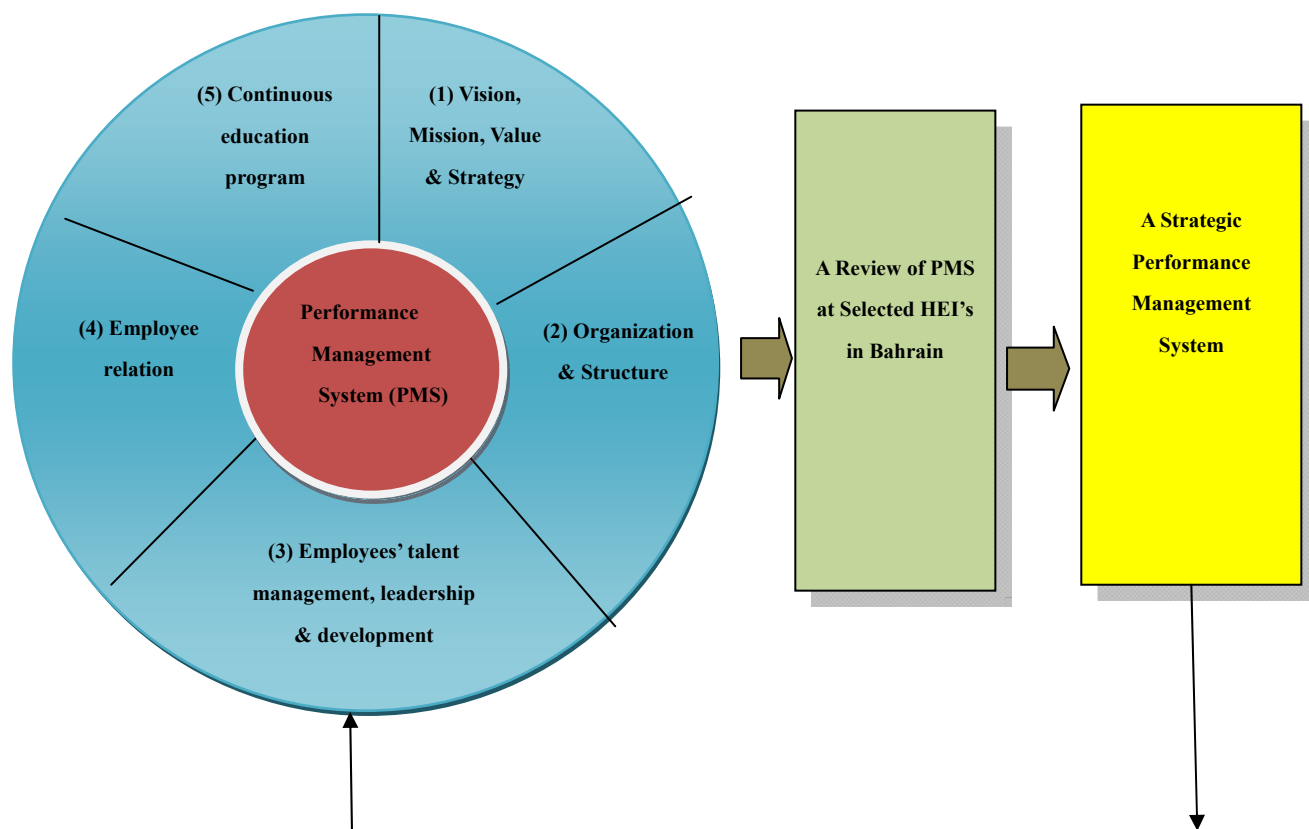 (5) Continuous
education
program
(1) Vision,
Mission, Value
& Strategy
Performance
Management
System (PMS)
(4) Employee
relation
(2) Organization
& Structure
(3) Employees’ talent
management, leadership
& development
A Review of PMS
at Selected HEI’s
in Bahrain
A Strategic
Performance
Management
System